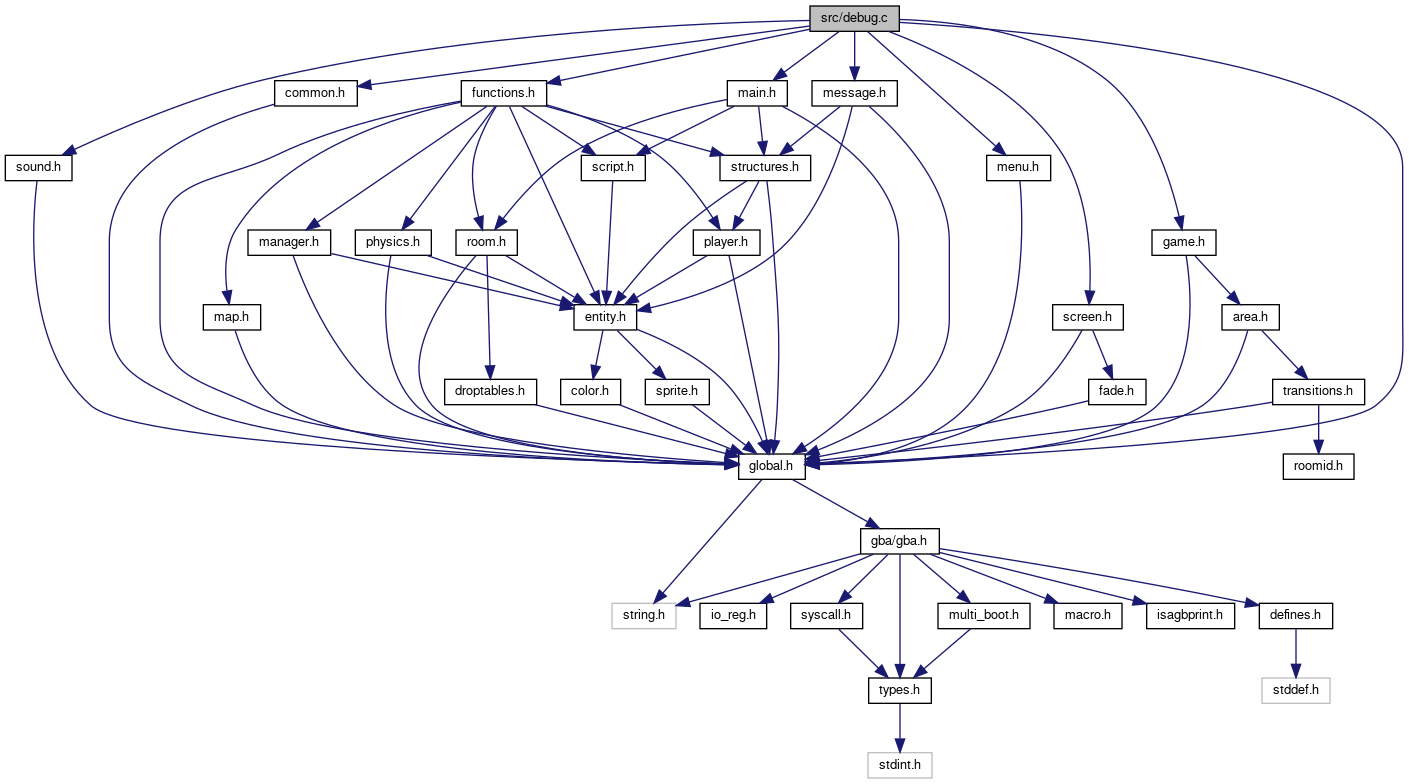 src/debug.c
common.h
functions.h
main.h
message.h
sound.h
script.h
structures.h
menu.h
manager.h
physics.h
room.h
player.h
game.h
map.h
entity.h
screen.h
area.h
droptables.h
color.h
sprite.h
fade.h
transitions.h
global.h
roomid.h
gba/gba.h
string.h
io_reg.h
syscall.h
multi_boot.h
macro.h
isagbprint.h
defines.h
types.h
stddef.h
stdint.h